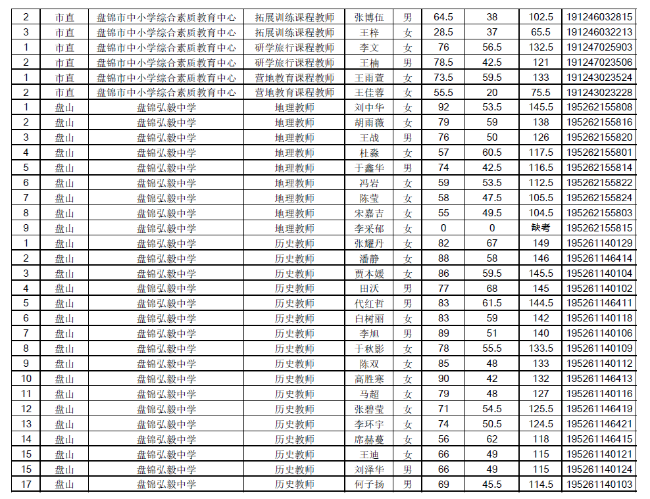 2 市直 盘锦市中小学综合素质教育中心 拓展训练课程教师 张博伍 男 64.5 38 102.5 191246032815
3 市直 盘锦市中小学综合素质教育中心 拓展训练课程教师 王梓 女 28.5 37 65.5 191246032213
1 市直 盘锦市中小学综合素质教育中心 研学旅行课程教师 李文 女 76 56.5 132.5 191247025903
2 市直 盘锦市中小学综合素质教育中心 研学旅行课程教师 王楠 男 78.5 42.5 121 191247023506
1 市直 盘锦市中小学综合素质教育中心 营地教育课程教师 王雨萱 女 73.5 59.5 133 191243023524
2 市直 盘锦市中小学综合素质教育中心 营地教育课程教师 王佳蓉 女 55.5 20 75.5 191243023228
1 盘山 盘锦弘毅中学 地理教师 刘中华 女 92 53.5 145.5 195262155808
2 盘山 盘锦弘毅中学 地理教师 胡雨薇 女 79 59 138 195262155816
3 盘山 盘锦弘毅中学 地理教师 王战 男 76 50 126 195262155820
4 盘山 盘锦弘毅中学 地理教师 杜淼 女 57 60.5 117.5 195262155801
5 盘山 盘锦弘毅中学 地理教师 于鑫华 男 74 42.5 116.5 195262155814
6 盘山 盘锦弘毅中学 地理教师 冯岩 女 59 53.5 112.5 195262155822
7 盘山 盘锦弘毅中学 地理教师 陈莹 女 58 47.5 105.5 195262155824
8 盘山 盘锦弘毅中学 地理教师 宋嘉吉 女 55 49.5 104.5 195262155803
9 盘山 盘锦弘毅中学 地理教师 李采郁 女 0 0 缺考 195262155815
1 盘山 盘锦弘毅中学 历史教师 张耀丹 女 82 67 149 195261140129
2 盘山 盘锦弘毅中学 历史教师 潘静 女 88 58 146 195261146414
3 盘山 盘锦弘毅中学 历史教师 贾本媛 女 86 59.5 145.5 195261140104
4 盘山 盘锦弘毅中学 历史教师 田沃 男 77 68 145 195261140102
5 盘山 盘锦弘毅中学 历史教师 代红哲 男 83 61.5 144.5 195261146411
6 盘山 盘锦弘毅中学 历史教师 白树丽 女 83 59 142 195261140118
7 盘山 盘锦弘毅中学 历史教师 李旭 男 89 51 140 195261140106
8 盘山 盘锦弘毅中学 历史教师 于秋影 女 78 55.5 133.5 195261140109
9 盘山 盘锦弘毅中学 历史教师 陈双 女 85 48 133 195261140112
10 盘山 盘锦弘毅中学 历史教师 高胜寒 女 90 42 132 195261146413
11 盘山 盘锦弘毅中学 历史教师 马超 女 79 48 127 195261140116
12 盘山 盘锦弘毅中学 历史教师 张碧莹 女 71 54.5 125.5 195261146419
13 盘山 盘锦弘毅中学 历史教师 李环宇 女 74 50.5 124.5 195261146421
14 盘山 盘锦弘毅中学 历史教师 席赫蔓 女 56 62 118 195261146415
15 盘山 盘锦弘毅中学 历史教师 王迪 女 66 49 115 195261140121
15 盘山 盘锦弘毅中学 历史教师 刘泽华 男 66 49 115 195261140124
17 盘山 盘锦弘毅中学 历史教师 何子扬 男 69 45.5 114.5 195261140103